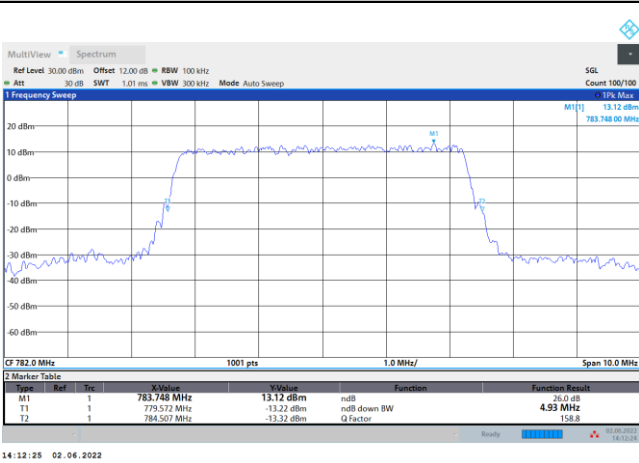 MultiView Spectrum
Ref Level 30.00 dBm Offset 12.00 dB RBW 100 kHz SGL
Att 30 dB SWT 1.01 ms VBW 300 kHz Mode Auto Sweep Count 100/100
1 Frequency Sweep 1Pk Max
M1[1] 13.12 dBm
783.748 00 MHz
20 dBm
M1
10 dBm
0 dBm
-10 dBm
T1 T2
-20 dBm
-30 dBm
-40 dBm
-50 dBm
-60 dBm
CF 782.0 MHz 1001 pts 1.0 MHz/ Span 10.0 MHz
2 Marker Table
Type Ref Trc X-Value Y-Value Function Function Result
M1 1 783.748 MHz 13.12 dBm ndB 26.0 dB
T1 1 779.572 MHz -13.22 dBm ndB down BW 4.93 MHz
T2 1 784.507 MHz -13.32 dBm Q Factor 158.8
Ready 02.06.2022
14:12:24
14:12:25 02.06.2022